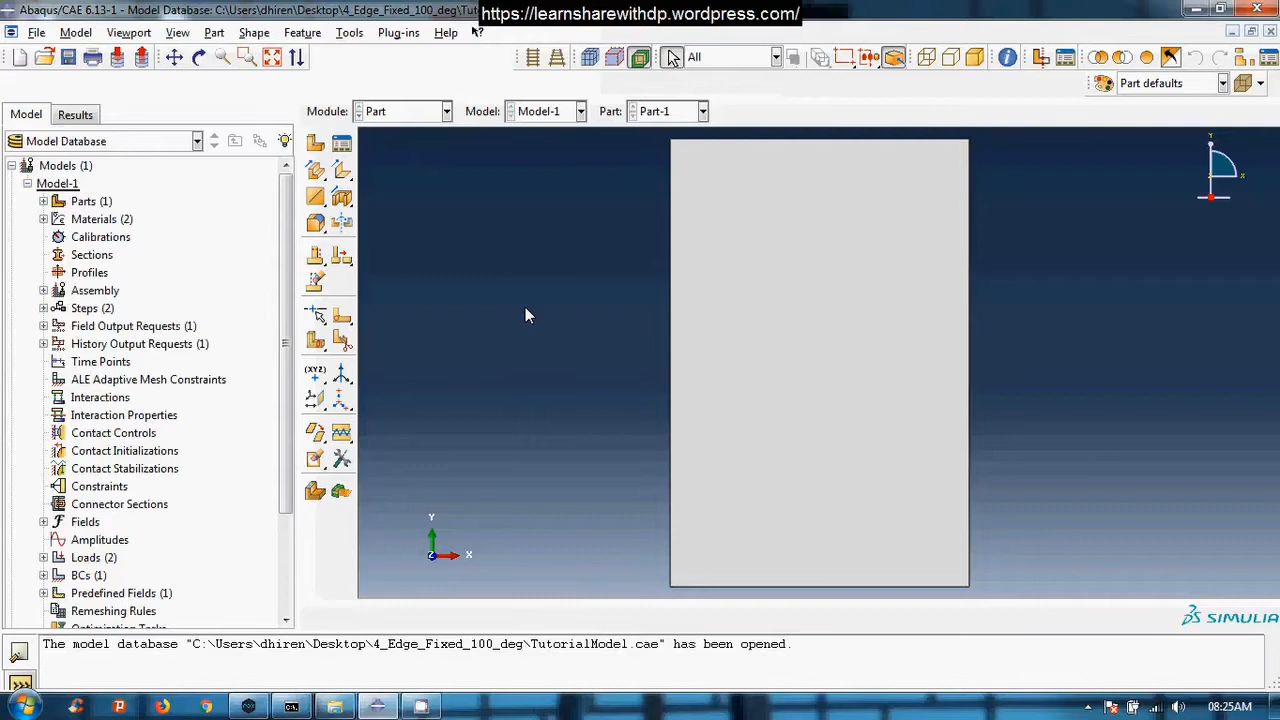 Abaqus/CAE 6.13-1 - Model Database: C:\Users\dhiren\Desktop\4_Edge_Fixed_100_deg\Tu
https://learnsharewithdp.wordpress.com/
File Model Viewport View Part Shape Feature Tools Plug-ins Help
All
Part defaults
Model Results
Module: Part Model: Model-1 Part: Part-1
Model Database
Models (1)
Model-1
Parts (1)
Materials (2)
Calibrations
Sections
Profiles
Assembly
Steps (2)
Field Output Requests (1)
History Output Requests (1)
Time Points
ALE Adaptive Mesh Constraints
Interactions
Interaction Properties
Contact Controls
Contact Initializations
Contact Stabilizations
Constraints
Connector Sections
Fields
Amplitudes
Loads (2)
BCs (1)
Predefined Fields (1)
Remeshing Rules
(XYZ)
Y
X
Y
X
Z
SIMULIA
The model database "C:\Users\dhiren\Desktop\4_Edge_Fixed_100_deg\TutorialModel.cae" has been opened.
08:25AM